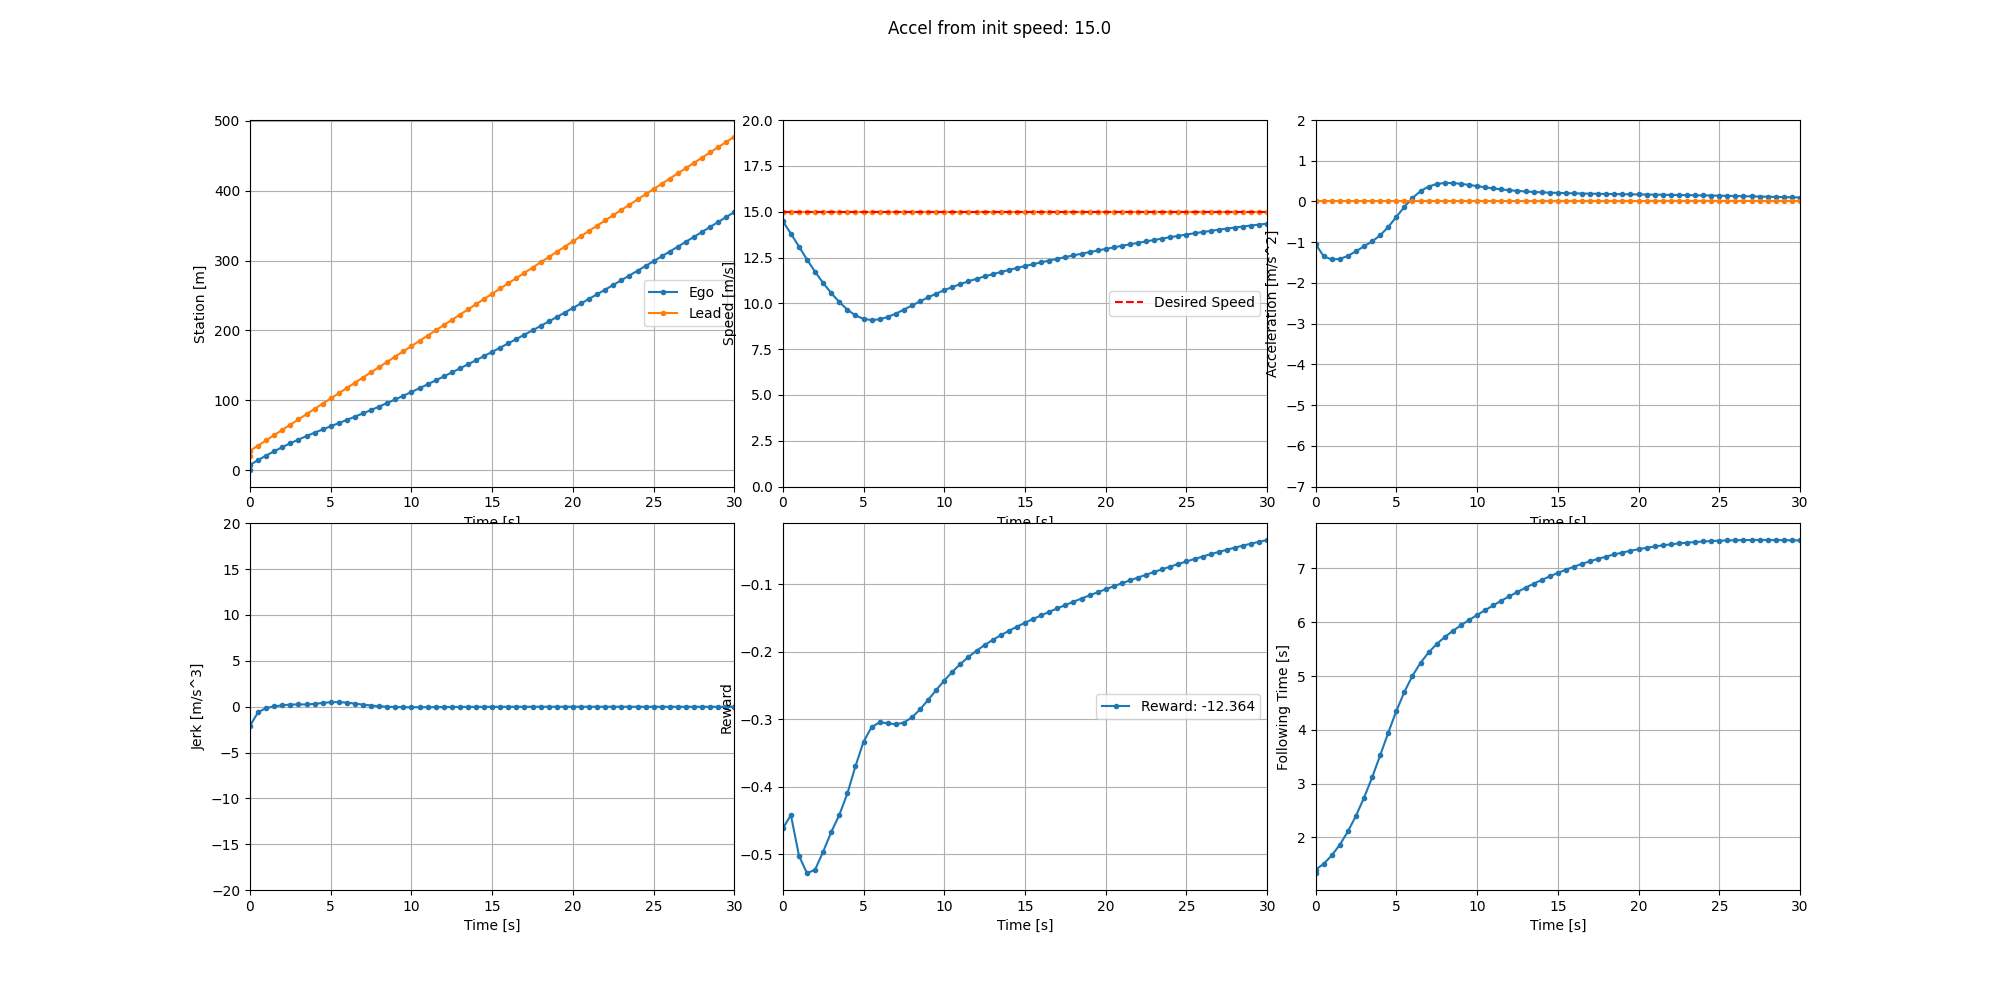 Accel from init speed: 15.0
500
400
300
200
100
0
Station [m]
0 5 10 15 20 25 30
Time [s]
Ego
Lead
20.0
17.5
15.0
12.5
10.0
7.5
5.0
2.5
0.0
Speed [m/s]
0 5 10 15 20 25 30
Time [s]
Desired Speed
2
1
0
−1
−2
−3
−4
−5
−6
−7
Acceleration [m/s^2]
0 5 10 15 20 25 30
Time [s]
20
15
10
5
0
−5
−10
−15
−20
Jerk [m/s^3]
0 5 10 15 20 25 30
Time [s]
−0.1
−0.2
−0.3
−0.4
−0.5
Reward
0 5 10 15 20 25 30
Time [s]
Reward: -12.364
7
6
5
4
3
2
Following Time [s]
0 5 10 15 20 25 30
Time [s]